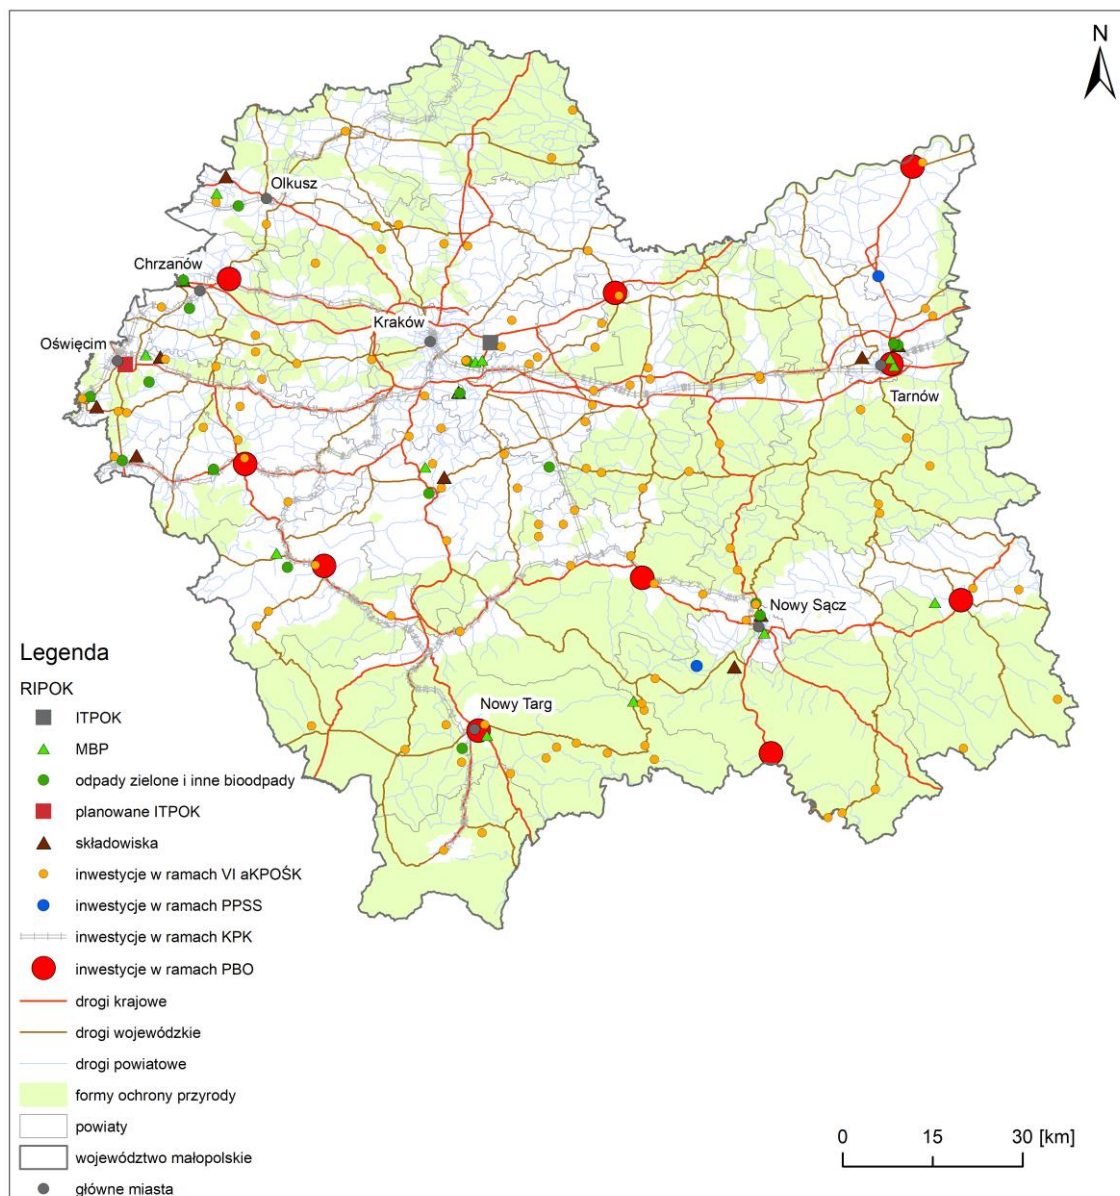 N
Olkusz
Chrzanów
Kraków
Oświęcim
Tarnów
Nowy Sącz
Nowy Targ
Legenda
RIPOK
ITPOK
MBP
odpady zielone i inne bioodpady
planowane ITPOK
składowiska
inwestycje w ramach VI aKPOŚK
inwestycje w ramach PPSS
inwestycje w ramach KPK
inwestycje w ramach PBO
drogi krajowe
drogi wojewódzkie
drogi powiatowe
formy ochrony przyrody
powiaty
województwo małopolskie
główne miasta
0 15 30 [km]